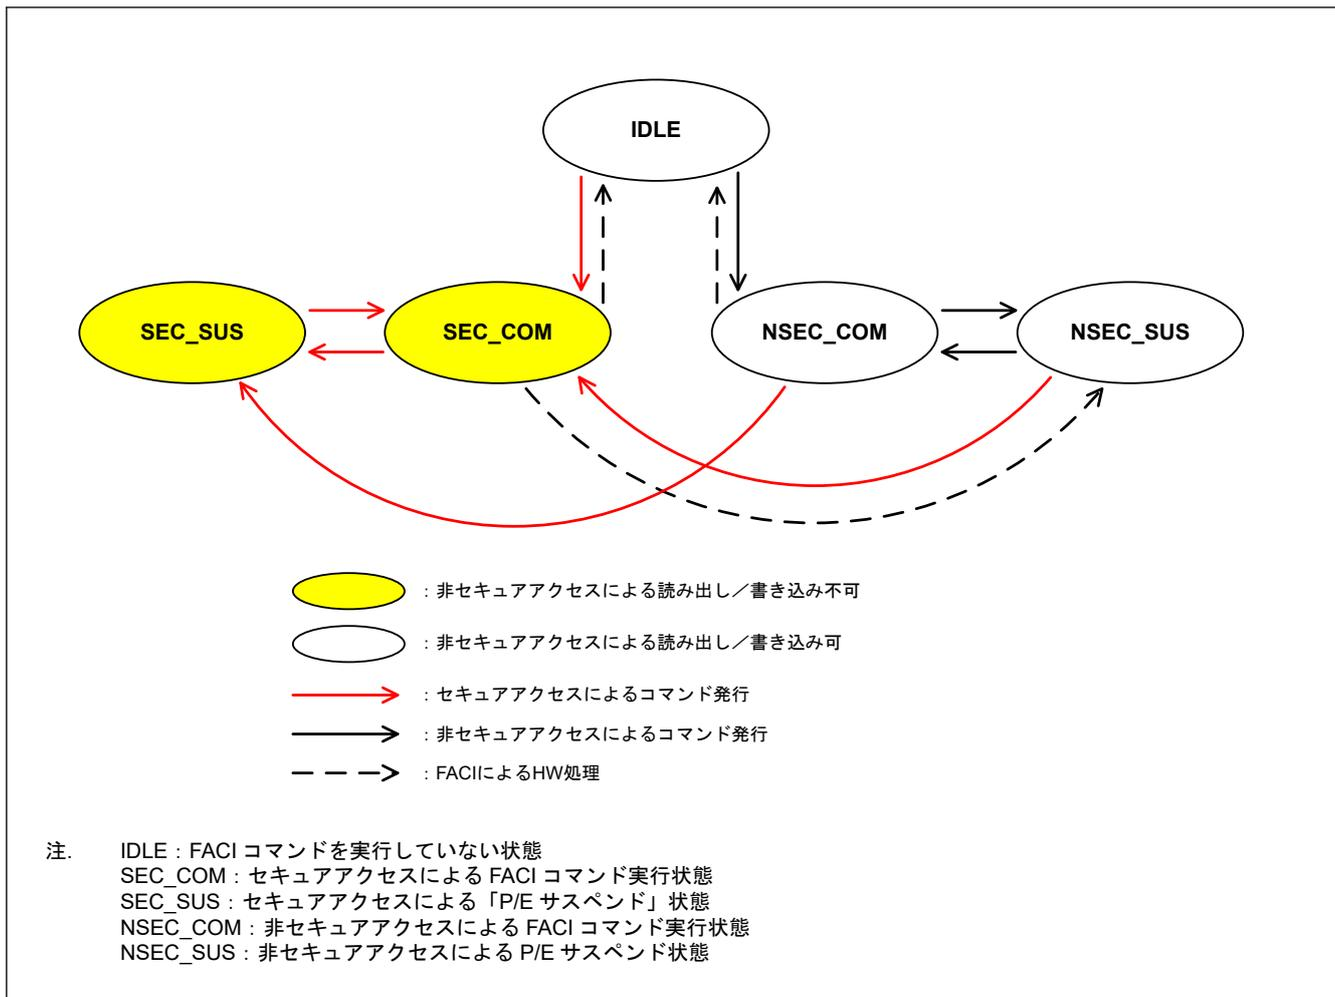 IDLE
SEC_SUS
SEC_COM
NSEC_COM
NSEC_SUS
：非セキュアアクセスによる読み出し／書き込み不可
：非セキュアアクセスによる読み出し／書き込み可
：セキュアアクセスによるコマンド発行
：非セキュアアクセスによるコマンド発行
：FACIによるHW処理
注. IDLE：FACI コマンドを実行していない状態
SEC_COM：セキュアアクセスによる FACI コマンド実行状態
SEC_SUS：セキュアアクセスによる「P/E サスペンド」状態
NSEC_COM：非セキュアアクセスによる FACI コマンド実行状態
NSEC_SUS：非セキュアアクセスによる P/E サスペンド状態